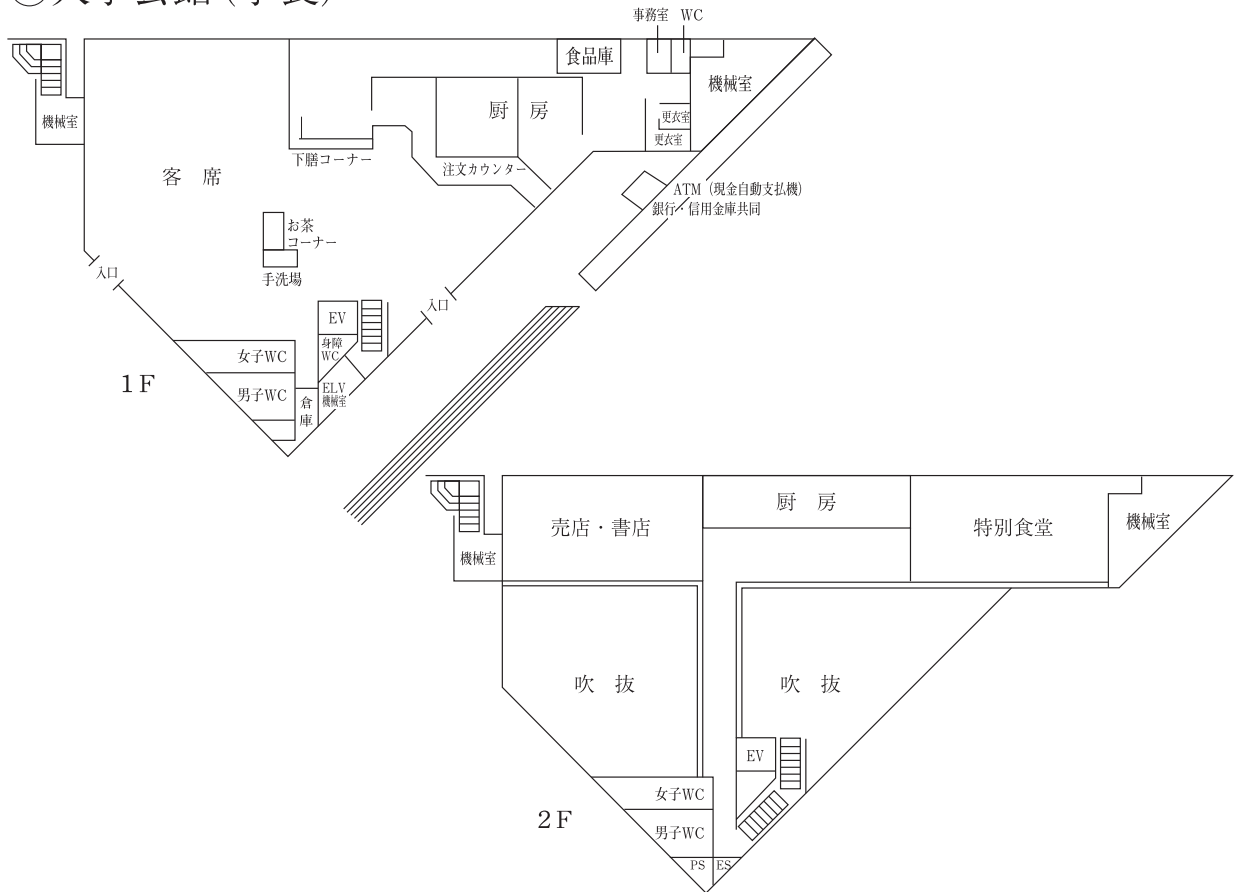 事務室 WC
食品庫
機械室
機械室
厨 房
更衣室
更衣室
下膳コーナー
注文カウンター
客 席
ATM（現金自動支払機）
銀行・信用金庫共同
お茶
コーナー
手洗場
入口
入口
EV
身障
WC
女子WC
男子WC
ELV
機械室
倉庫
1F
売店・書店
厨 房
特別食堂
機械室
機械室
吹 抜
吹 抜
EV
女子WC
男子WC
PS
ES
2F